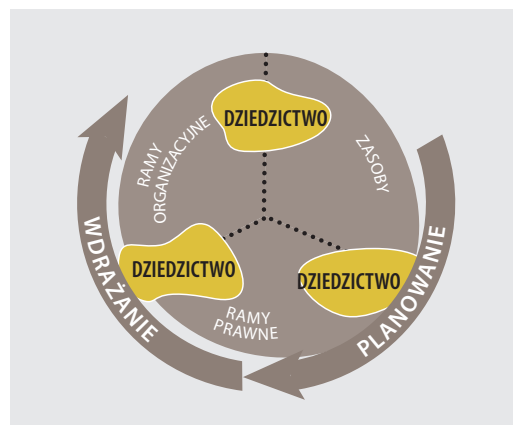 DZIEDZICTWO
RAMY
ORGANIZACYJNE
ZASOBY
WDRAŻANIE
DZIEDZICTWO
DZIEDZICTWO
PLANOWANIE
RAMY
PRAWNE